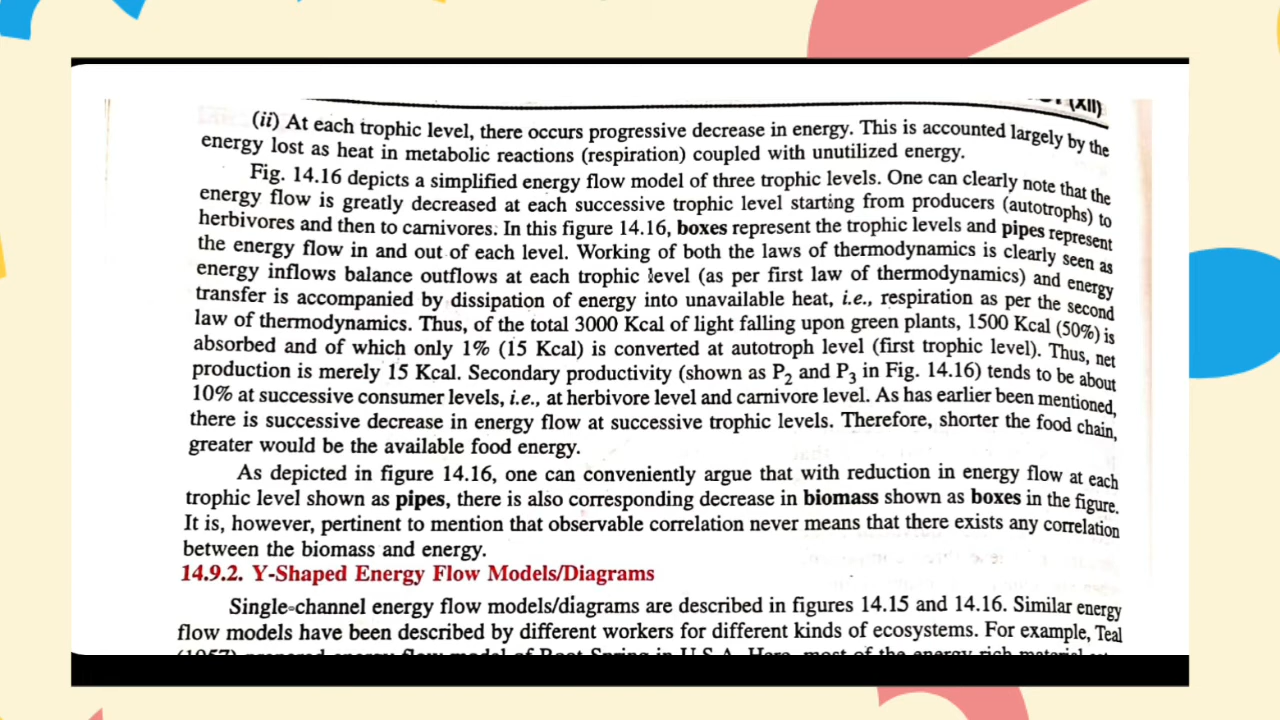 (XII)
(ii) At each trophic level, there occurs progressive decrease in energy. This is accounted largely by the
energy lost as heat in metabolic reactions (respiration) coupled with unutilized energy.
Fig. 14.16 depicts a simplified energy flow model of three trophic levels. One can clearly note that the
energy flow is greatly decreased at each successive trophic level starting from producers (autotrophs) to
herbivores and then to carnivores. In this figure 14.16, boxes represent the trophic levels and pipes represent
the energy flow in and out of each level. Working of both the laws of thermodynamics is clearly seen as
energy inflows balance outflows at each trophic level (as per first law of thermodynamics) and energy
transfer is accompanied by dissipation of energy into unavailable heat, i.e., respiration as per the second
law of thermodynamics. Thus, of the total 3000 Kcal of light falling upon green plants, 1500 Kcal (50%) is
absorbed and of which only 1% (15 Kcal) is converted at autotroph level (first trophic level). Thus, net
production is merely 15 Kcal. Secondary productivity (shown as P2 and P3 in Fig. 14.16) tends to be about
10% at successive consumer levels, i.e., at herbivore level and carnivore level. As has earlier been mentioned,
there is successive decrease in energy flow at successive trophic levels. Therefore, shorter the food chain,
greater would be the available food energy.
As depicted in figure 14.16, one can conveniently argue that with reduction in energy flow at each
trophic level shown as pipes, there is also corresponding decrease in biomass shown as boxes in the figure.
It is, however, pertinent to mention that observable correlation never means that there exists any correlation
between the biomass and energy.
14.9.2. Y-Shaped Energy Flow Models/Diagrams
Single-channel energy flow models/diagrams are described in figures 14.15 and 14.16. Similar energy
flow models have been described by different workers for different kinds of ecosystems. For example, Teal
(1957) prepared energy flow model of Root Spring in U.S.A. Here, most of the energy rich material